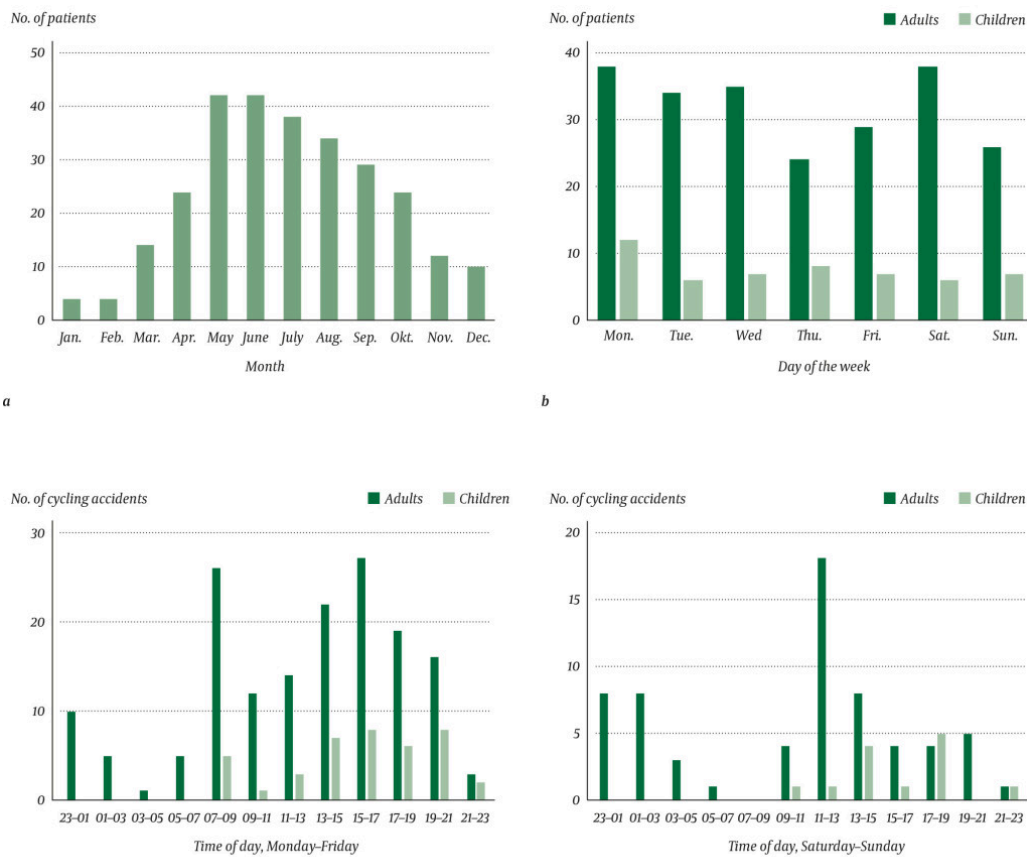 No. of patients
50
40
30
20
10
0
Jan. Feb. Mar. Apr. May June July Aug. Sep. Okt. Nov. Dec.
Month
a
No. of patients
Adults Children
40
30
20
10
0
Mon. Tue. Wed Thu. Fri. Sat. Sun.
Day of the week
b
No. of cycling accidents
Adults Children
30
20
10
0
23–01 01–03 03–05 05–07 07–09 09–11 11–13 13–15 15–17 17–19 19–21 21–23
Time of day, Monday–Friday
No. of cycling accidents
Adults Children
20
15
10
5
0
23–01 01–03 03–05 05–07 07–09 09–11 11–13 13–15 15–17 17–19 19–21 21–23
Time of day, Saturday–Sunday